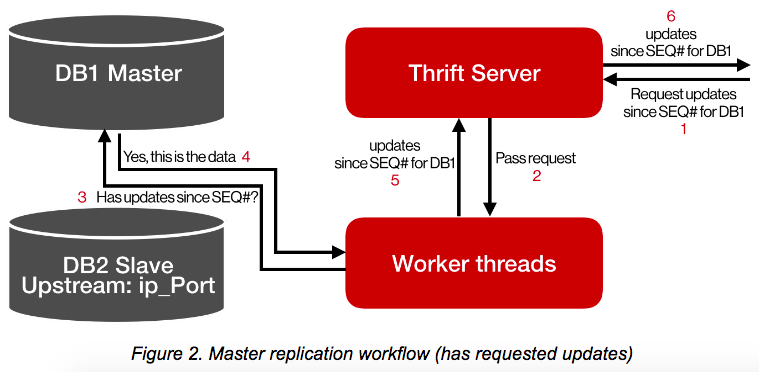 DB1 Master
Thrift Server
6
updates
since SEQ# for DB1
Request updates
since SEQ# for DB1
1
Yes, this is the data 4
3 Has updates since SEQ#?
updates
since SEQ# for DB1
5
Pass request
2
DB2 Slave
Upstream: ip_Port
Worker threads
Figure 2. Master replication workflow (has requested updates)